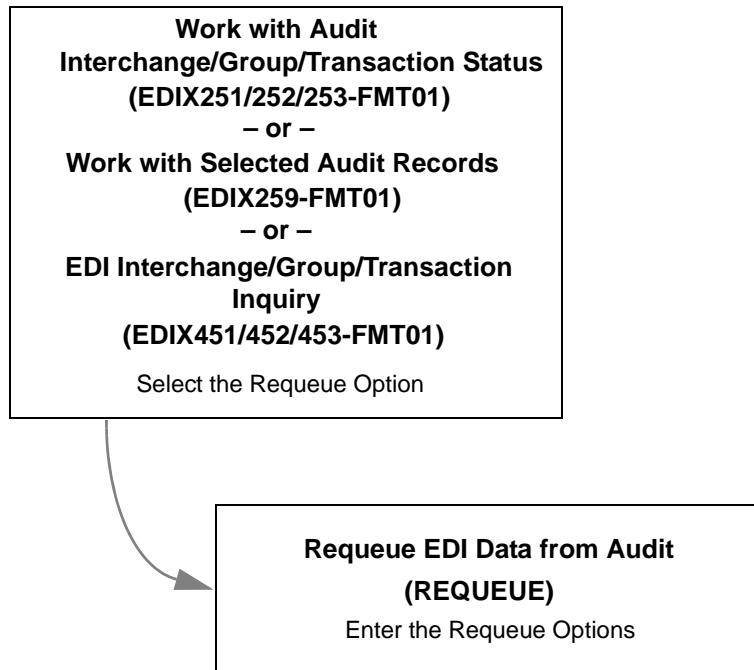 Work with Audit
Interchange/Group/Transaction Status
(EDIX251/252/253-FMT01)
– or –
Work with Selected Audit Records
(EDIX259-FMT01)
– or –
EDI Interchange/Group/Transaction
Inquiry
(EDIX451/452/453-FMT01)
Select the Requeue Option
Requeue EDI Data from Audit
(REQUEUE)
Enter the Requeue Options